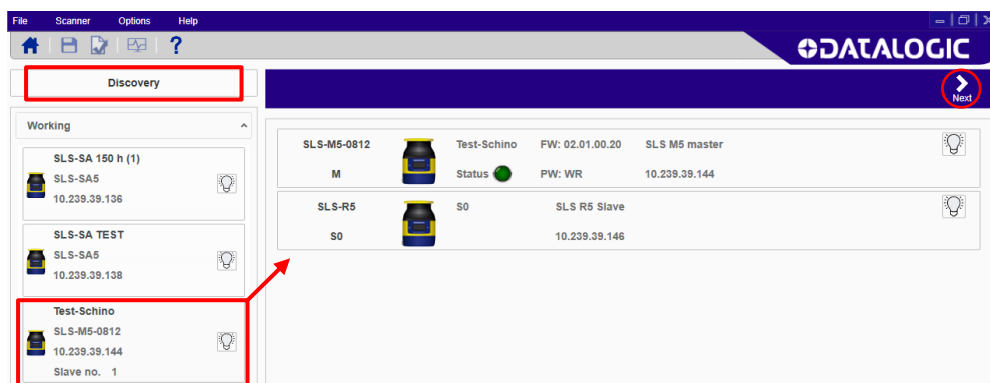 File Scanner Options Help
DATALOGIC
Discovery
Next
Working
SLS-SA 150 h (1)
SLS-SA5
10.239.39.136
SLS-SA TEST
SLS-SA5
10.239.39.138
Test-Schino
SLS-M5-0812
10.239.39.144
Slave no. 1
SLS-M5-0812 Test-Schino FW: 02.01.00.20 SLS M5 master
M Status PW: WR 10.239.39.144
SLS-R5 S0 SLS R5 Slave
S0 10.239.39.146